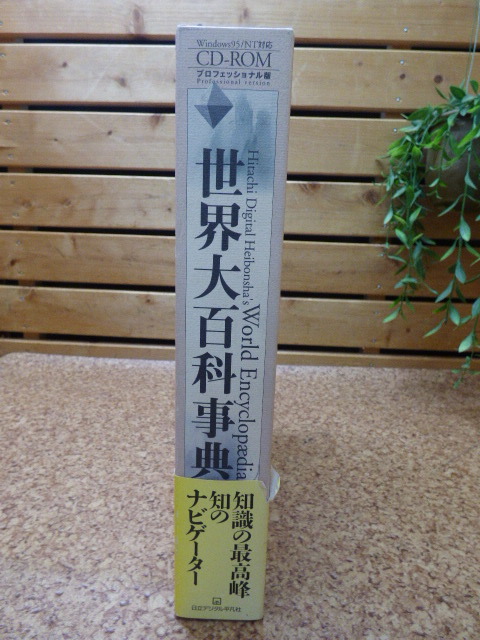 Windows95/NT対応
CD-ROM
プロフェッショナル版
Professional version
世界大百科事典
Hitachi Digital Heibonsha's World Encyclopædia
知識の最高峰
知の
ナビゲーター
日立デジタル平凡社